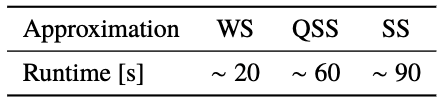 Approximation WS QSS SS
Runtime [s] ~ 20 ~ 60 ~ 90